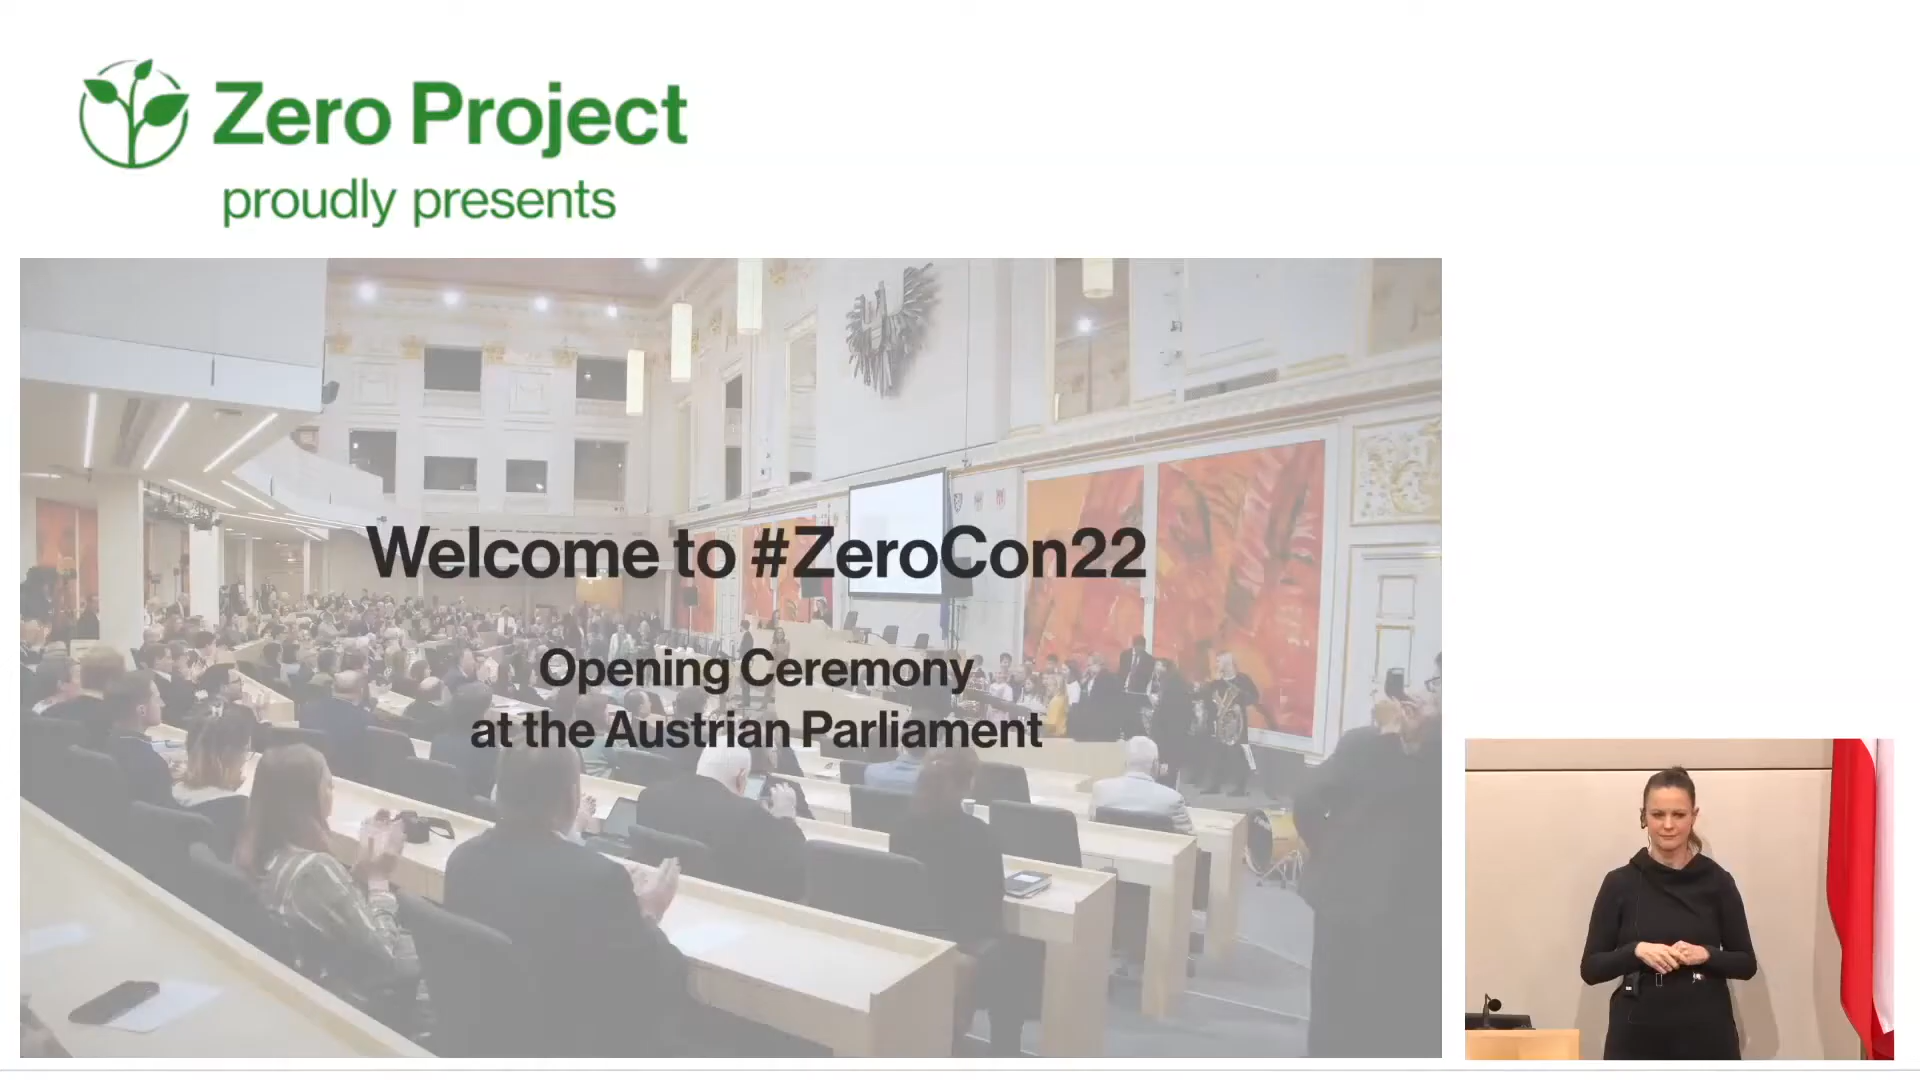 Zero Project
proudly presents
Welcome to #ZeroCon22
Opening Ceremony
at the Austrian Parliament